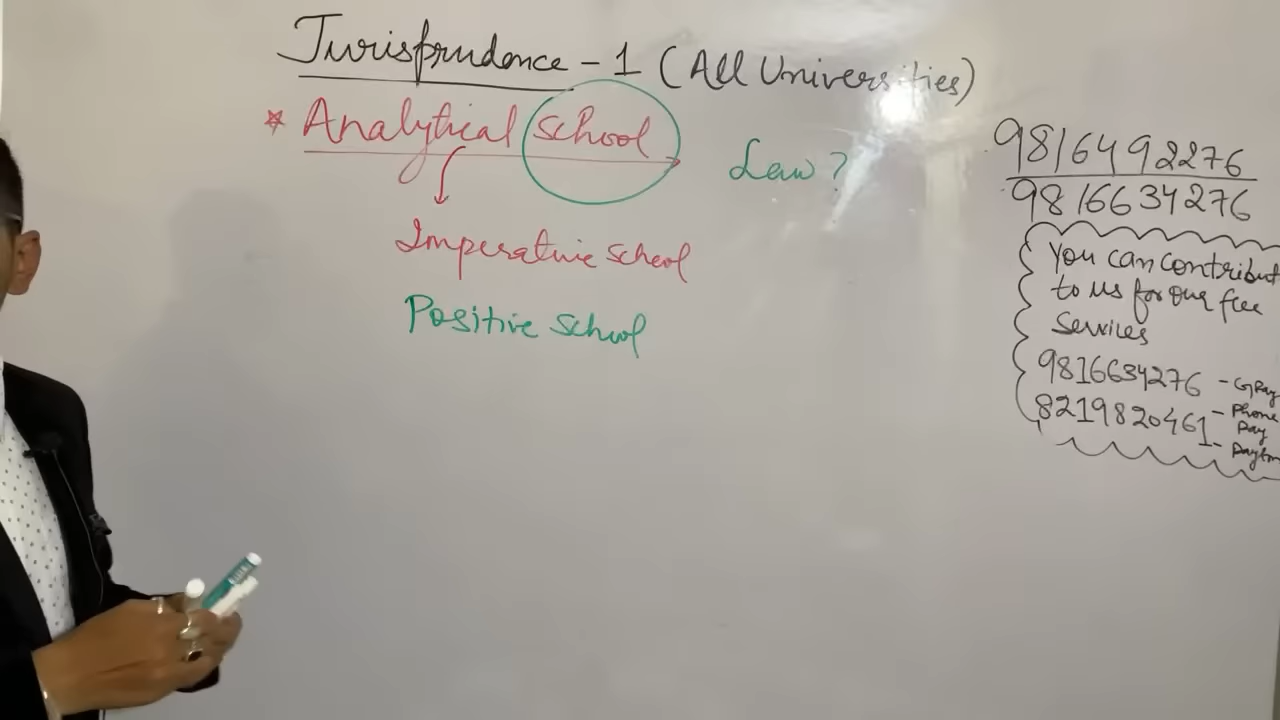 Jurisprudence - 1 (All Universities)
* Analytical School
Law ?
Imperative School
Positive School
9816492276
9816634276
You can contribut
to us for our free
Services
9816634276 - GPay
8219820461 - Phone
Pay
- Paytm